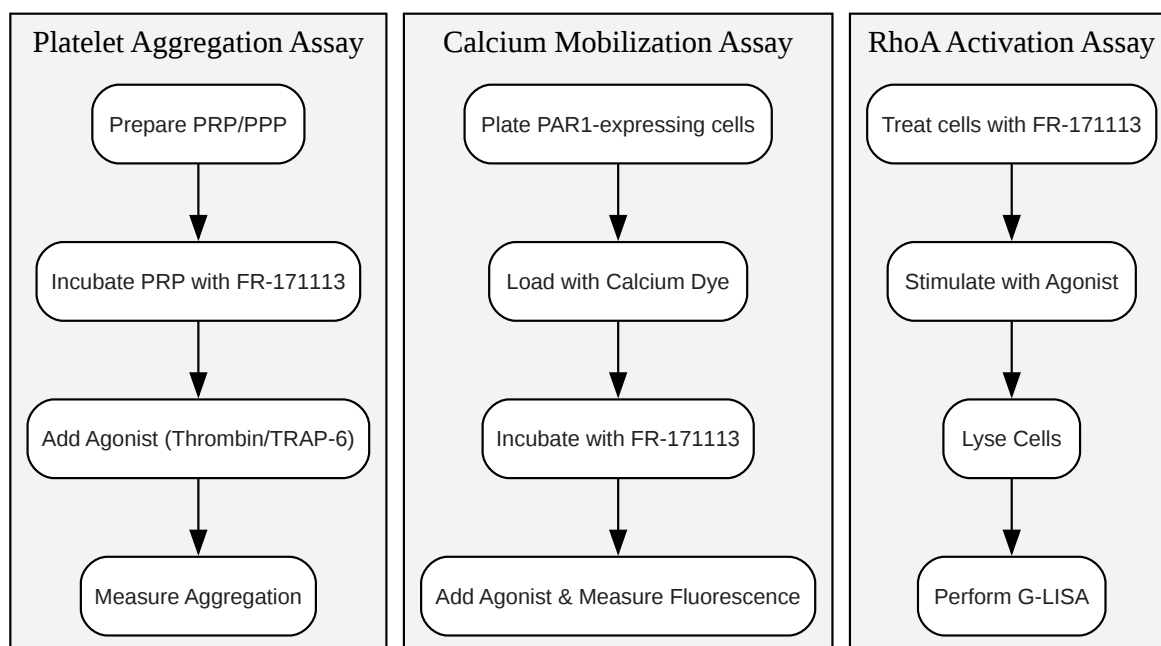 Platelet Aggregation Assay
Prepare PRP/PPP
Incubate PRP with FR-171113
Add Agonist (Thrombin/TRAP-6)
Measure Aggregation
Calcium Mobilization Assay
Plate PAR1-expressing cells
Load with Calcium Dye
Incubate with FR-171113
Add Agonist & Measure Fluorescence
RhoA Activation Assay
Treat cells with FR-171113
Stimulate with Agonist
Lyse Cells
Perform G-LISA